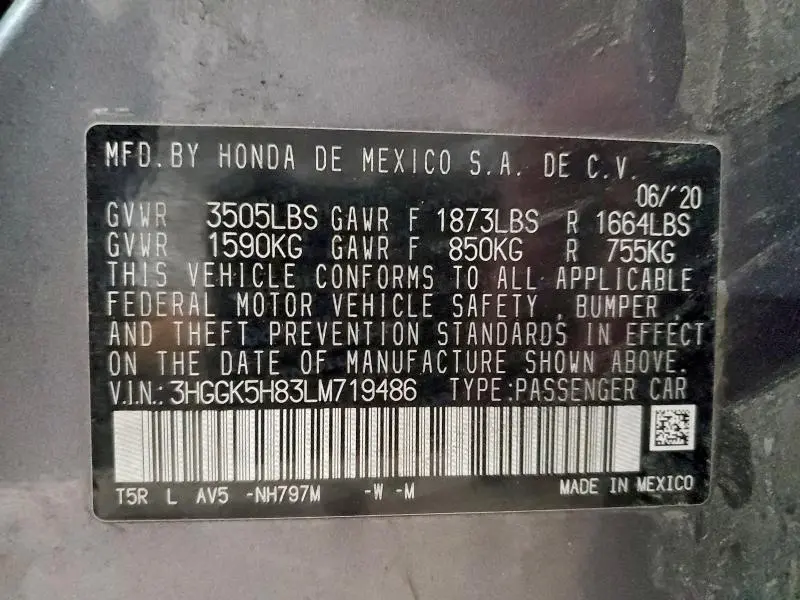 MFD.BY HONDA DE MEXICO S.A. DE C.V.
06/'20
GVWR 3505LBS GAWR F 1873LBS R 1664LBS
GVWR 1590KG GAWR F 850KG R 755KG
THIS VEHICLE CONFORMS TO ALL APPLICABLE
FEDERAL MOTOR VEHICLE SAFETY, BUMPER,
AND THEFT PREVENTION STANDARDS IN EFFECT
ON THE DATE OF MANUFACTURE SHOWN ABOVE.
V.I.N.: 3HGGK5H83LM719486 TYPE:PASSENGER CAR
T5R L AV5 -NH797M -W -M MADE IN MEXICO